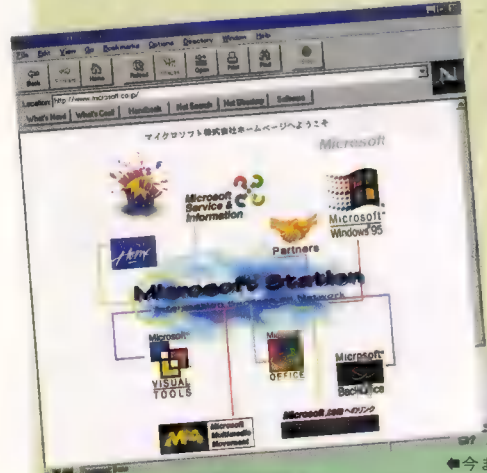 File Edit View Go Bookmarks Options Directory Window Help
Back Home Reload Open Print Find
Location: http://www.microsoft.co.jp/
What's New! What's Cool! Handbook Net Search Net Directory Software
N
マイクロソフト株式会社ホームページへようこそ
Microsoft
Microsoft
Service &
Information
Partners
Microsoft
Windows 95
Microsoft Station
Network
Microsoft
VISUAL
TOOLS
OFFICE
Microsoft
BackOffice
Microsoft
Multimedia
Movement
Microsoft.com へのリンク
今